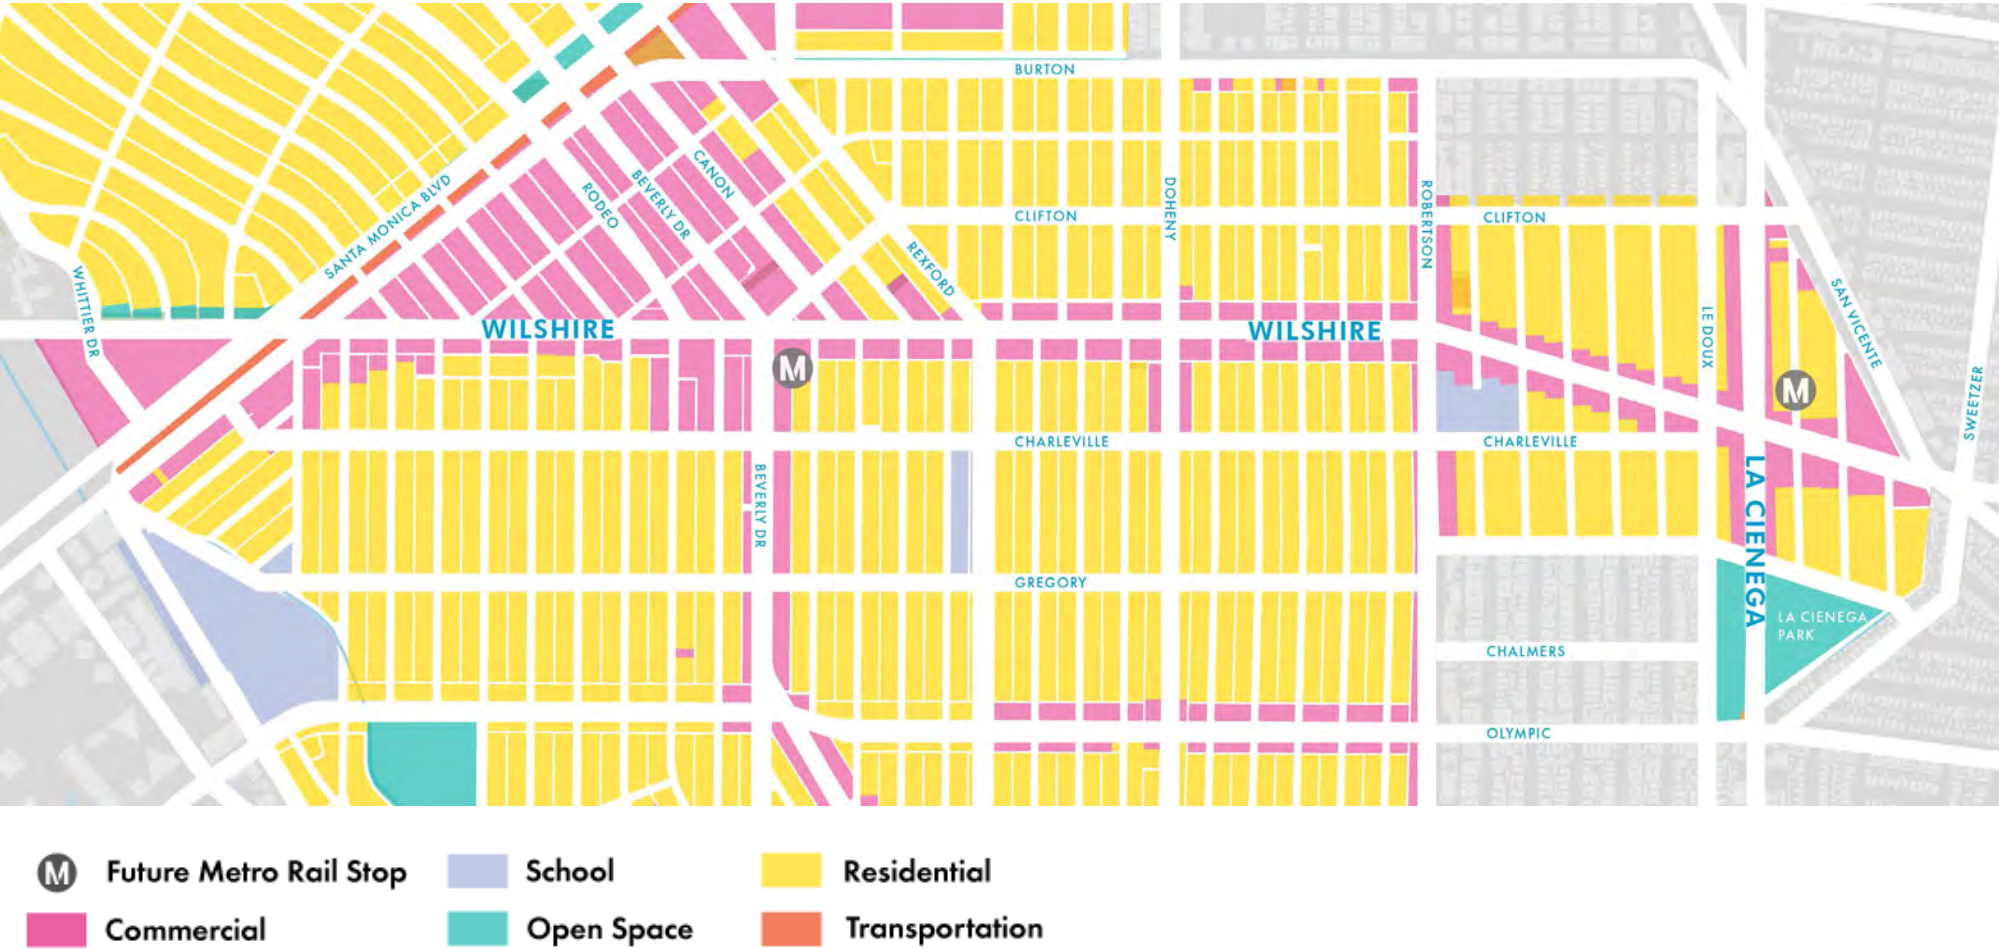 BURTON
SANTA MONICA BLVD
RODEO
BEVERLY DR
CANON
REXFORD
DOHENY
ROBERTSON
CLIFTON
CLIFTON
WHITTIER DR
WILSHIRE
WILSHIRE
LE DOUX
SAN VICENTE
SWEETZER
M
M
CHARLEVILLE
CHARLEVILLE
BEVERLY DR
LA CIENEGA
GREGORY
LA CIENEGA
PARK
CHALMERS
OLYMPIC
M Future Metro Rail Stop
School
Residential
Commercial
Open Space
Transportation